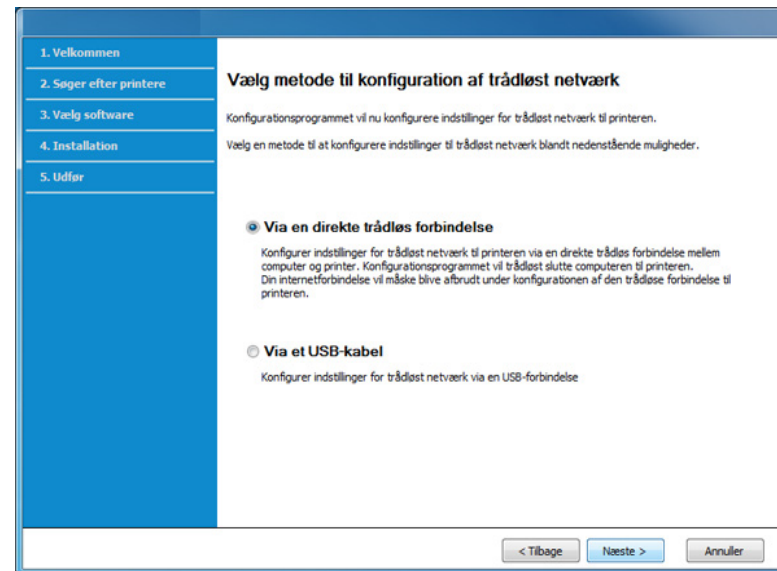 1. Velkommen
2. Søger efter printere
3. Vælg software
4. Installation
5. Udfør
Vælg metode til konfiguration af trådløst netværk
Konfigurationsprogrammet vil nu konfigurere indstillinger for trådløst netværk til printeren.
Vælg en metode til at konfigurere indstillinger til trådløst netværk blandt nedenstående muligheder.
Via en direkte trådløs forbindelse
Konfigurer indstillinger for trådløst netværk til printeren via en direkte trådløs forbindelse mellem
computer og printer. Konfigurationsprogrammet vil trådløst slutte computeren til printeren.
Din internetforbindelse vil måske blive afbrudt under konfigurationen af den trådløse forbindelse til
printeren.
Via et USB-kabel
Konfigurer indstillinger for trådløst netværk via en USB-forbindelse
< Tilbage
Næste >
Annuller